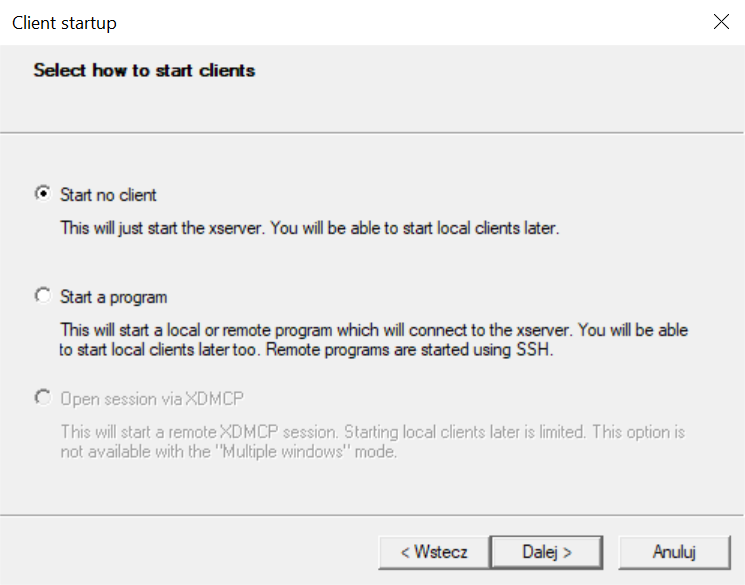 Client startup
Select how to start clients
Start no client
This will just start the xserver. You will be able to start local clients later.
Start a program
This will start a local or remote program which will connect to the xserver. You will be able
to start local clients later too. Remote programs are started using SSH.
Open session via XDMCP
This will start a remote XDMCP session. Starting local clients later is limited. This option is
not available with the "Multiple windows" mode.
< Wstecz Dalej > Anuluj